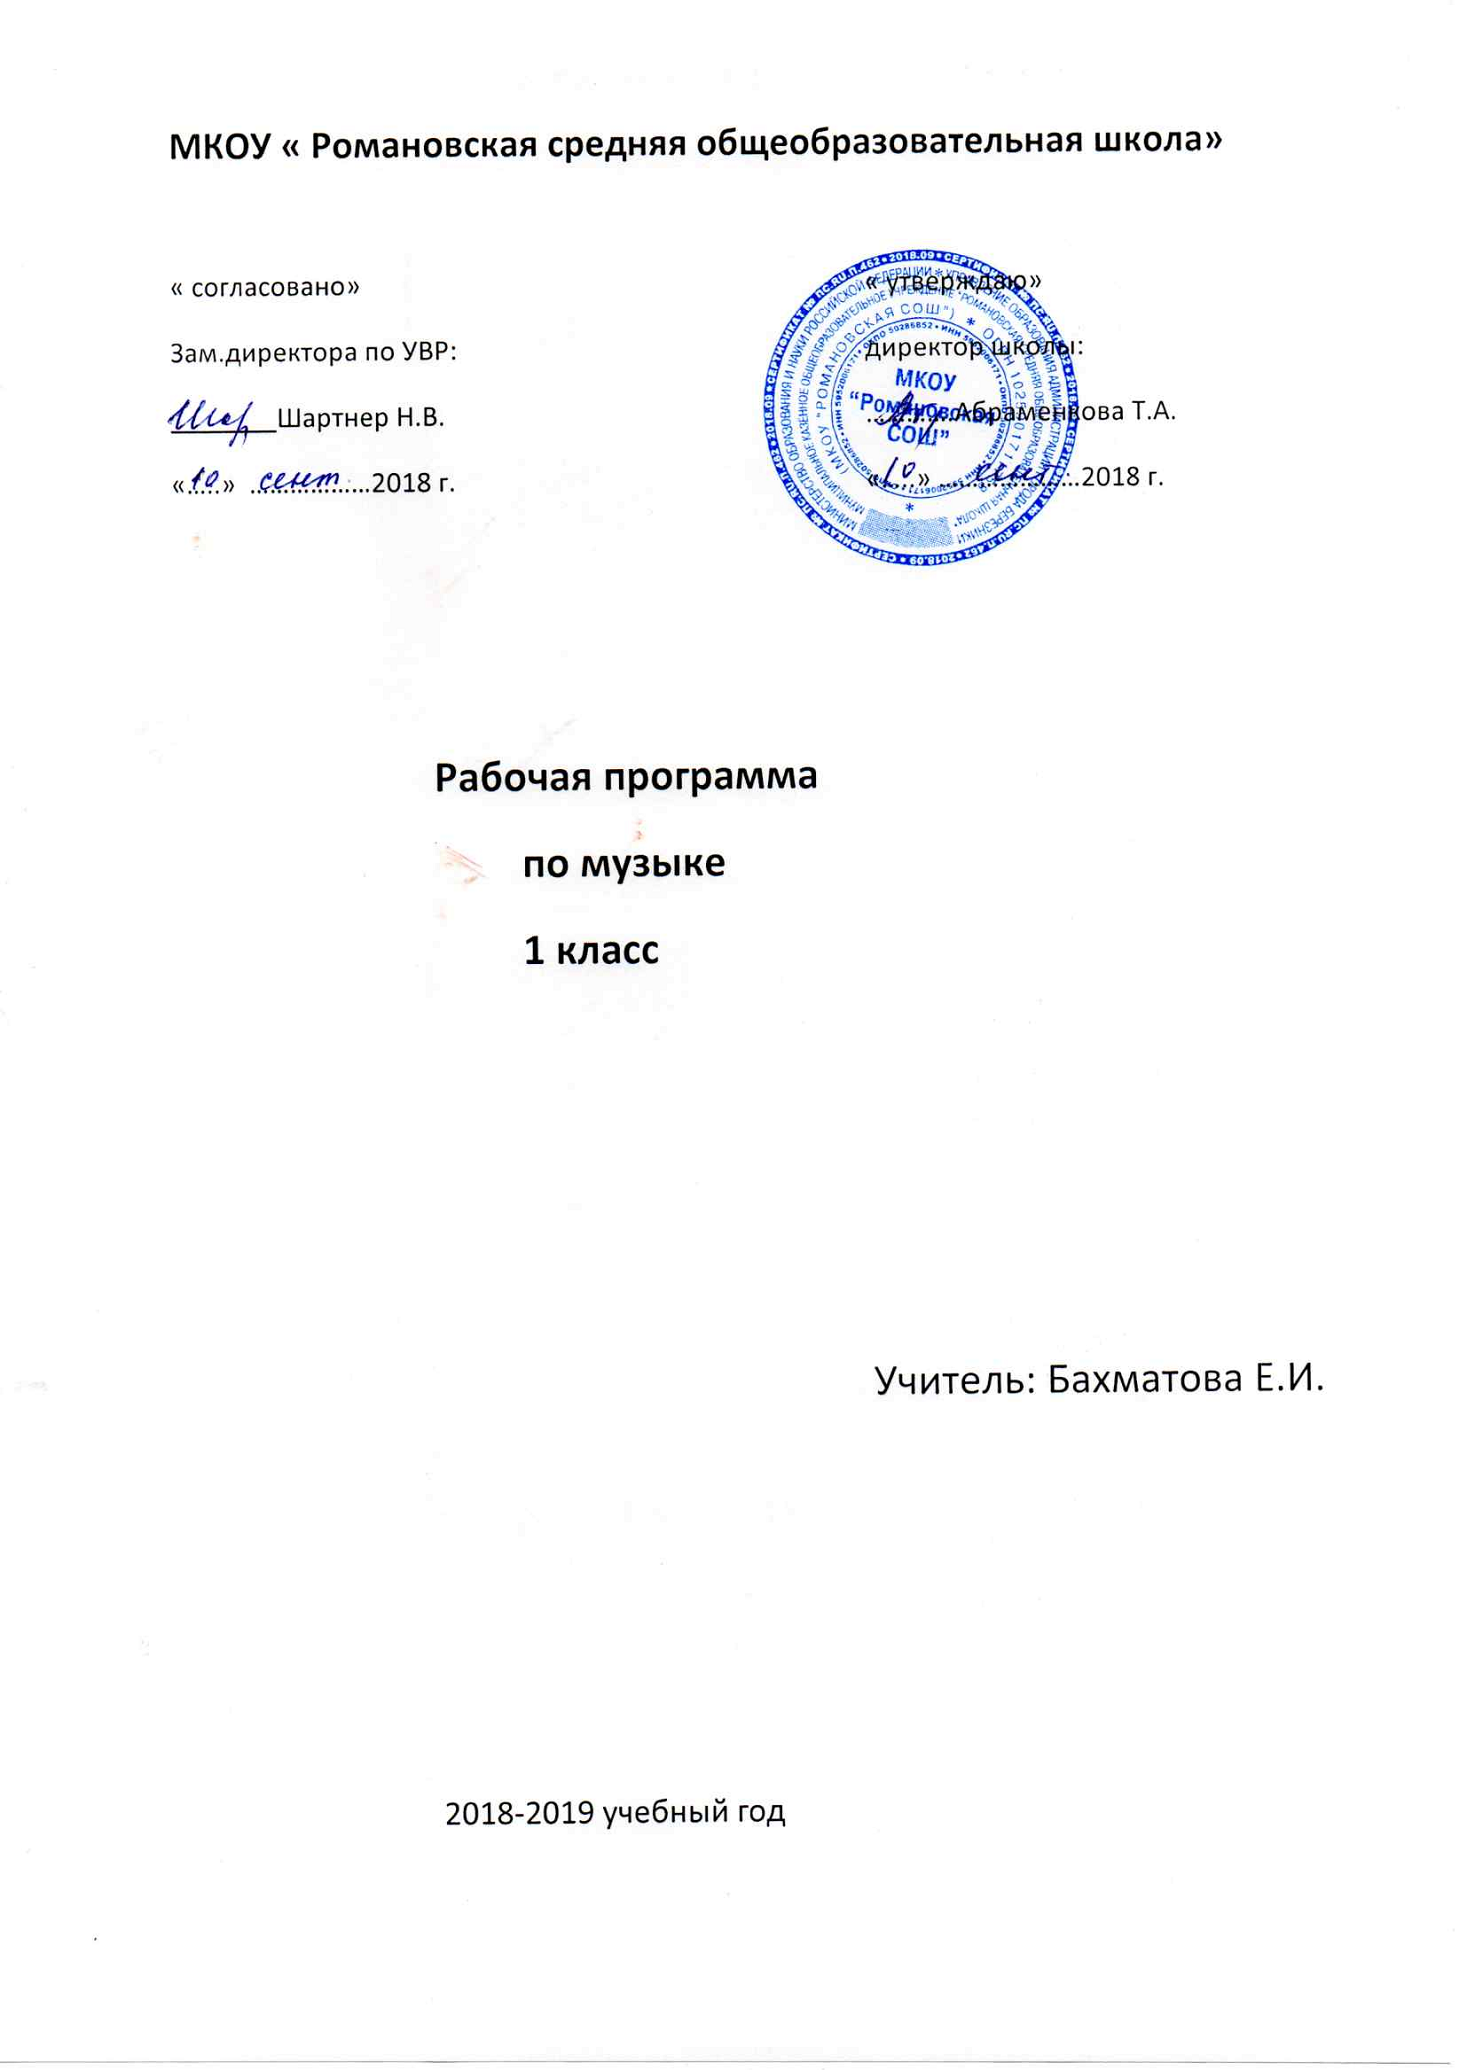 МКОУ « Романовская средняя общеобразовательная школа»
« согласовано»
Зам.директора по УВР:
Шартнер Н.В.
«10» сент 2018 г.
« утверждаю»
директор школы:
Абраменкова Т.А.
«10» сент 2018 г.
МКОУ
“Романовская
СОШ”
Рабочая программа
по музыке
1 класс
Учитель: Бахматова Е.И.
2018-2019 учебный год